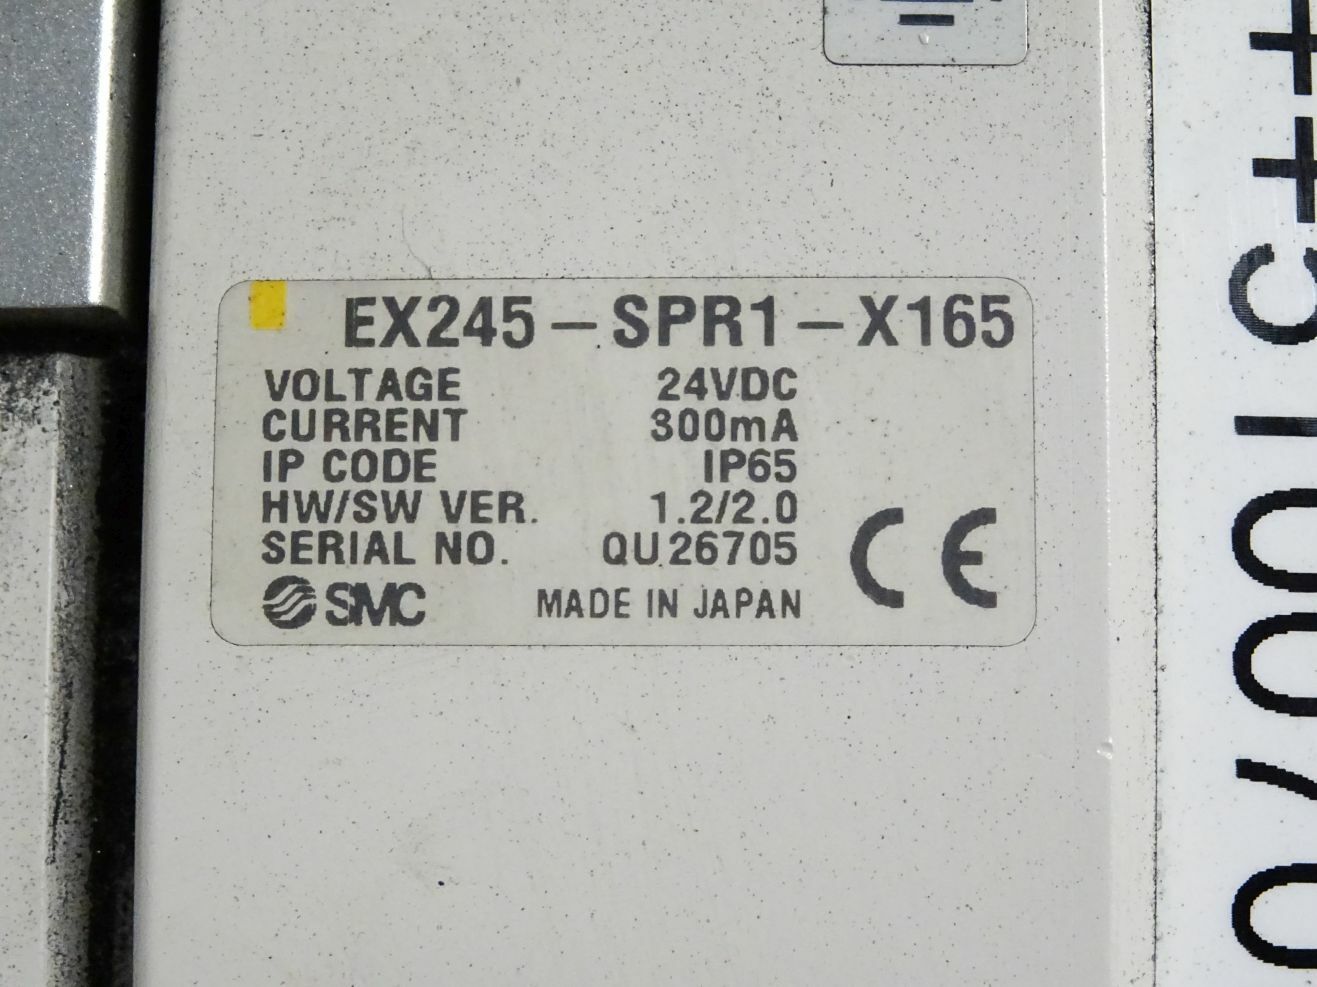 EX245-SPR1-X165
VOLTAGE 24VDC
CURRENT 300mA
IP CODE IP65
HW/SW VER. 1.2/2.0
SERIAL NO. QU26705
SMC MADE IN JAPAN CE